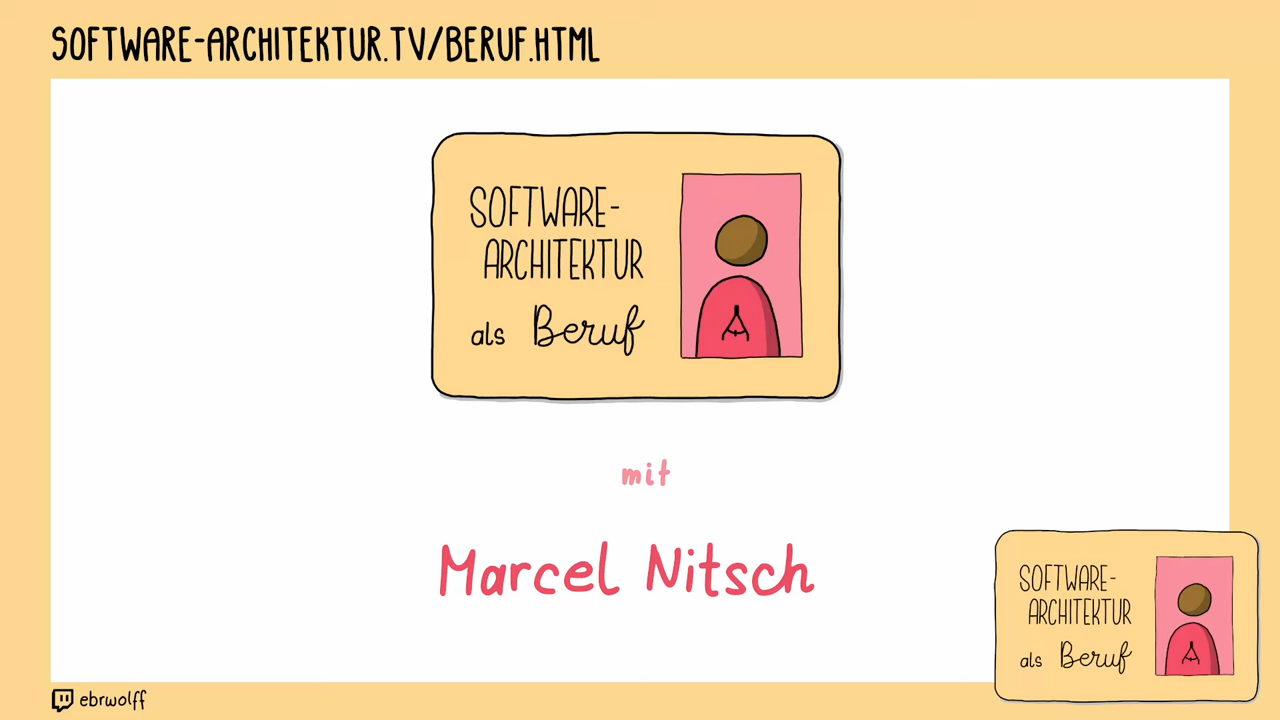 SOFTWARE-ARCHITEKTUR.TV/BERUF.HTML
SOFTWARE-
ARCHITEKTUR
als Beruf
mit
Marcel Nitsch
SOFTWARE-
ARCHITEKTUR
als Beruf
ebrwolff